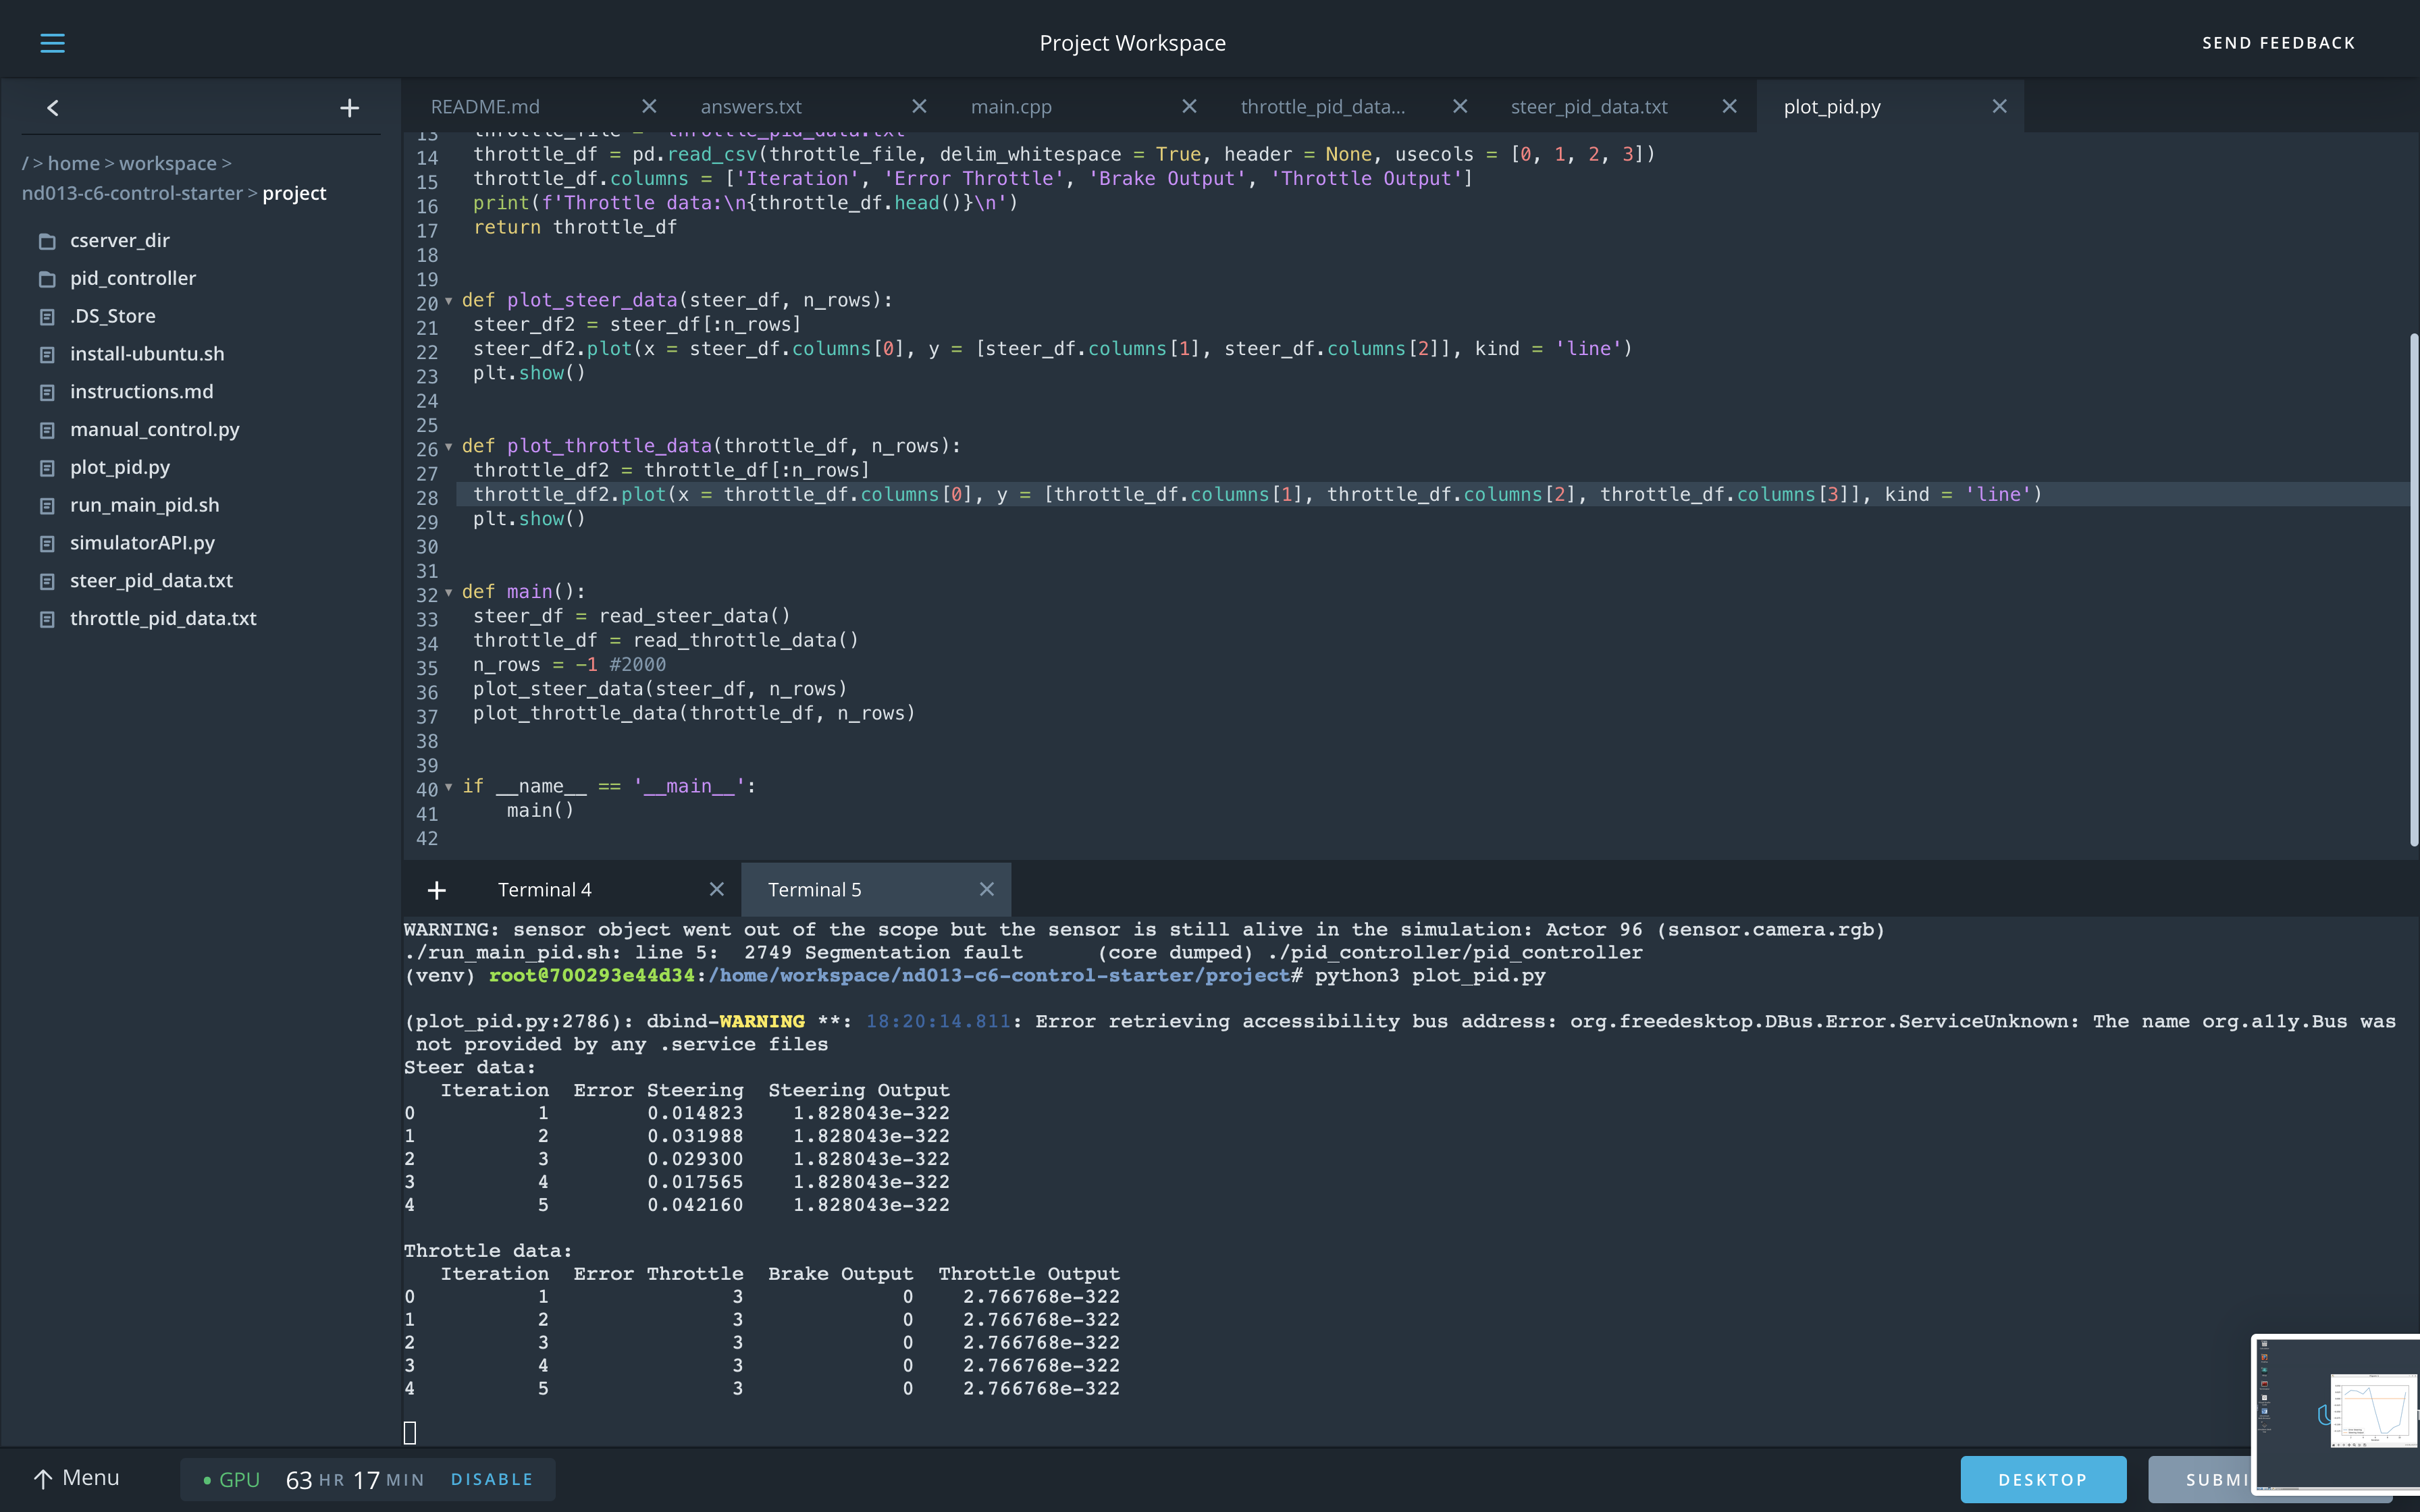 Project Workspace
SEND FEEDBACK
/ > home > workspace >
nd013-c6-control-starter > project
cserver_dir
pid_controller
.DS_Store
install-ubuntu.sh
instructions.md
manual_control.py
plot_pid.py
run_main_pid.sh
simulatorAPI.py
steer_pid_data.txt
throttle_pid_data.txt
README.md
answers.txt
main.cpp
throttle_pid_data...
steer_pid_data.txt
plot_pid.py
13 throttle_file = 'throttle_pid_data.txt'
14 throttle_df = pd.read_csv(throttle_file, delim_whitespace = True, header = None, usecols = [0, 1, 2, 3])
15 throttle_df.columns = ['Iteration', 'Error Throttle', 'Brake Output', 'Throttle Output']
16 print(f'Throttle data:\n{throttle_df.head()}\n')
17 return throttle_df
18
19
20 def plot_steer_data(steer_df, n_rows):
21 steer_df2 = steer_df[:n_rows]
22 steer_df2.plot(x = steer_df.columns[0], y = [steer_df.columns[1], steer_df.columns[2]], kind = 'line')
23 plt.show()
24
25
26 def plot_throttle_data(throttle_df, n_rows):
27 throttle_df2 = throttle_df[:n_rows]
28 throttle_df2.plot(x = throttle_df.columns[0], y = [throttle_df.columns[1], throttle_df.columns[2], throttle_df.columns[3]], kind = 'line')
29 plt.show()
30
31
32 def main():
33 steer_df = read_steer_data()
34 throttle_df = read_throttle_data()
35 n_rows = -1 #2000
36 plot_steer_data(steer_df, n_rows)
37 plot_throttle_data(throttle_df, n_rows)
38
39
40 if __name__ == '__main__':
41 main()
42
Terminal 4
Terminal 5
WARNING: sensor object went out of the scope but the sensor is still alive in the simulation: Actor 96 (sensor.camera.rgb)
./run_main_pid.sh: line 5:  2749 Segmentation fault      (core dumped) ./pid_controller/pid_controller
(venv) root@700293e44d34:/home/workspace/nd013-c6-control-starter/project# python3 plot_pid.py
(plot_pid.py:2786): dbind-WARNING **: 18:20:14.811: Error retrieving accessibility bus address: org.freedesktop.DBus.Error.ServiceUnknown: The name org.a11y.Bus was
not provided by any .service files
Steer data:
Iteration  Error Steering  Steering Output
0 1 0.014823 1.828043e-322
1 2 0.031988 1.828043e-322
2 3 0.029300 1.828043e-322
3 4 0.017565 1.828043e-322
4 5 0.042160 1.828043e-322
Throttle data:
Iteration  Error Throttle  Brake Output  Throttle Output
0 1 3 0 2.766768e-322
1 2 3 0 2.766768e-322
2 3 3 0 2.766768e-322
3 4 3 0 2.766768e-322
4 5 3 0 2.766768e-322
Menu
GPU 63 HR 17 MIN DISABLE
DESKTOP
SUBMI